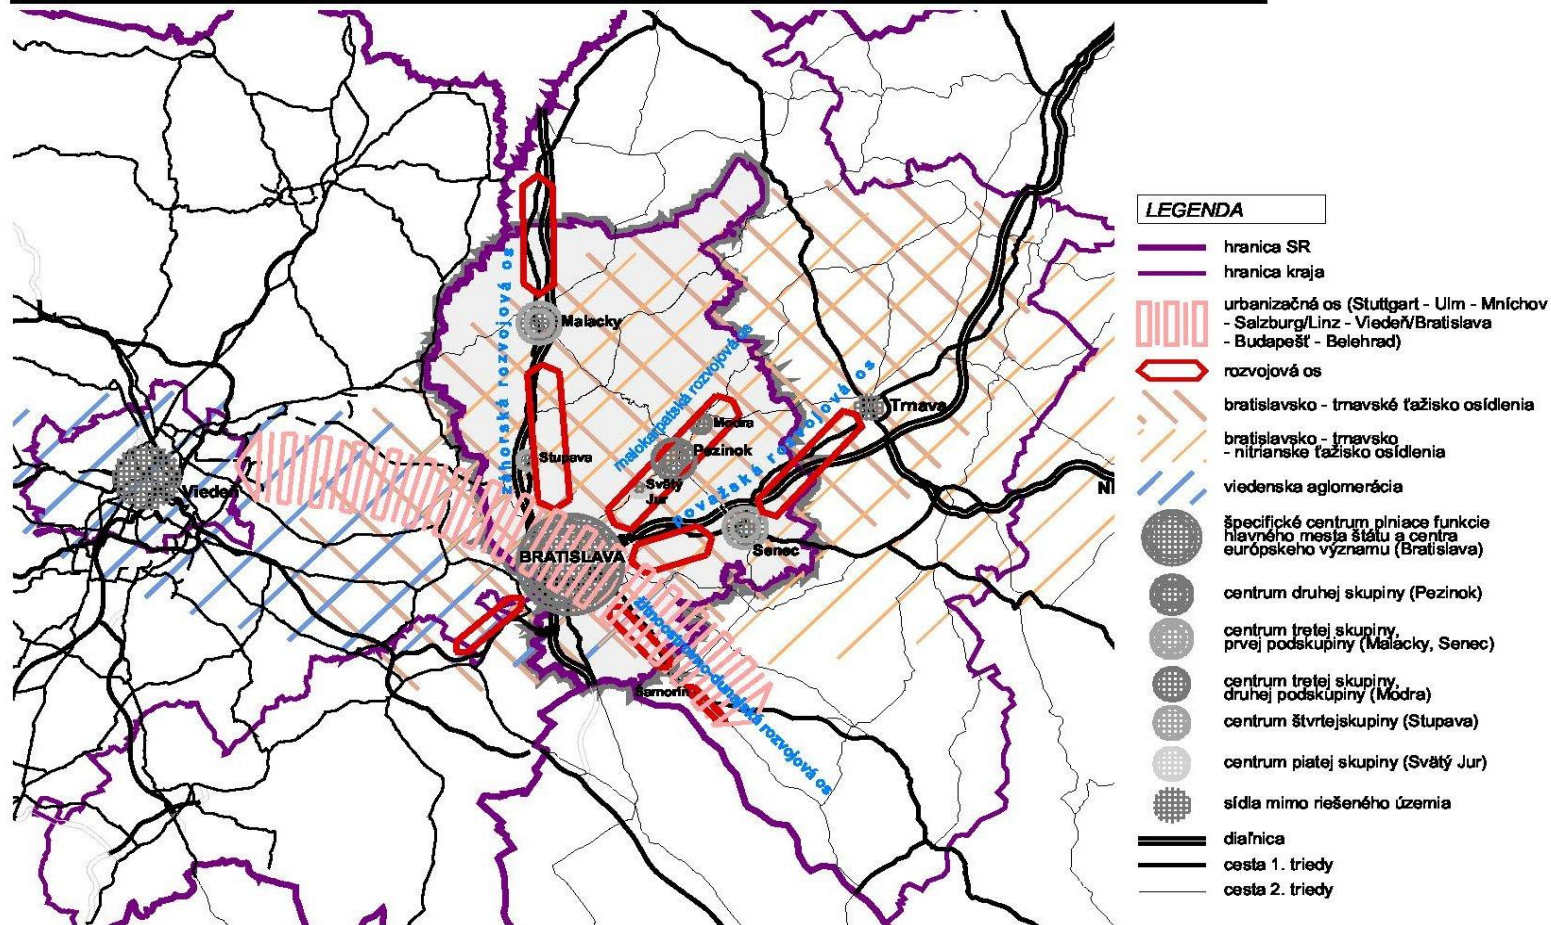 záhorská rozvojová os
Malacky
malokarpatská rozvojová os
považská rozvojová os
Trnava
Modra
Stupava
Pezinok
Svätý
Jur
Viedeň
BRATISLAVA
Senec
žitnoostrovno-dunajská rozvojová os
Šamorín
LEGENDA
hranica SR
hranica kraja
urbanizačná os (Stuttgart - Ulm - Mníchov
- Salzburg/Linz - Viedeň/Bratislava
- Budapešť - Belehrad)
rozvojová os
bratislavsko - trnavské ťažisko osídlenia
bratislavsko - trnavsko
- nitrianske ťažisko osídlenia
viedenska aglomerácia
špecifické centrum plniace funkcie
hlavného mesta štátu a centra
európskeho významu (Bratislava)
centrum druhej skupiny (Pezinok)
centrum tretej skupiny,
prvej podskupiny (Malacky, Senec)
centrum tretej skupiny,
druhej podskupiny (Modra)
centrum štvrtejskupiny (Stupava)
centrum piatej skupiny (Svätý Jur)
sídla mimo riešeného územia
diaľnica
cesta 1. triedy
cesta 2. triedy